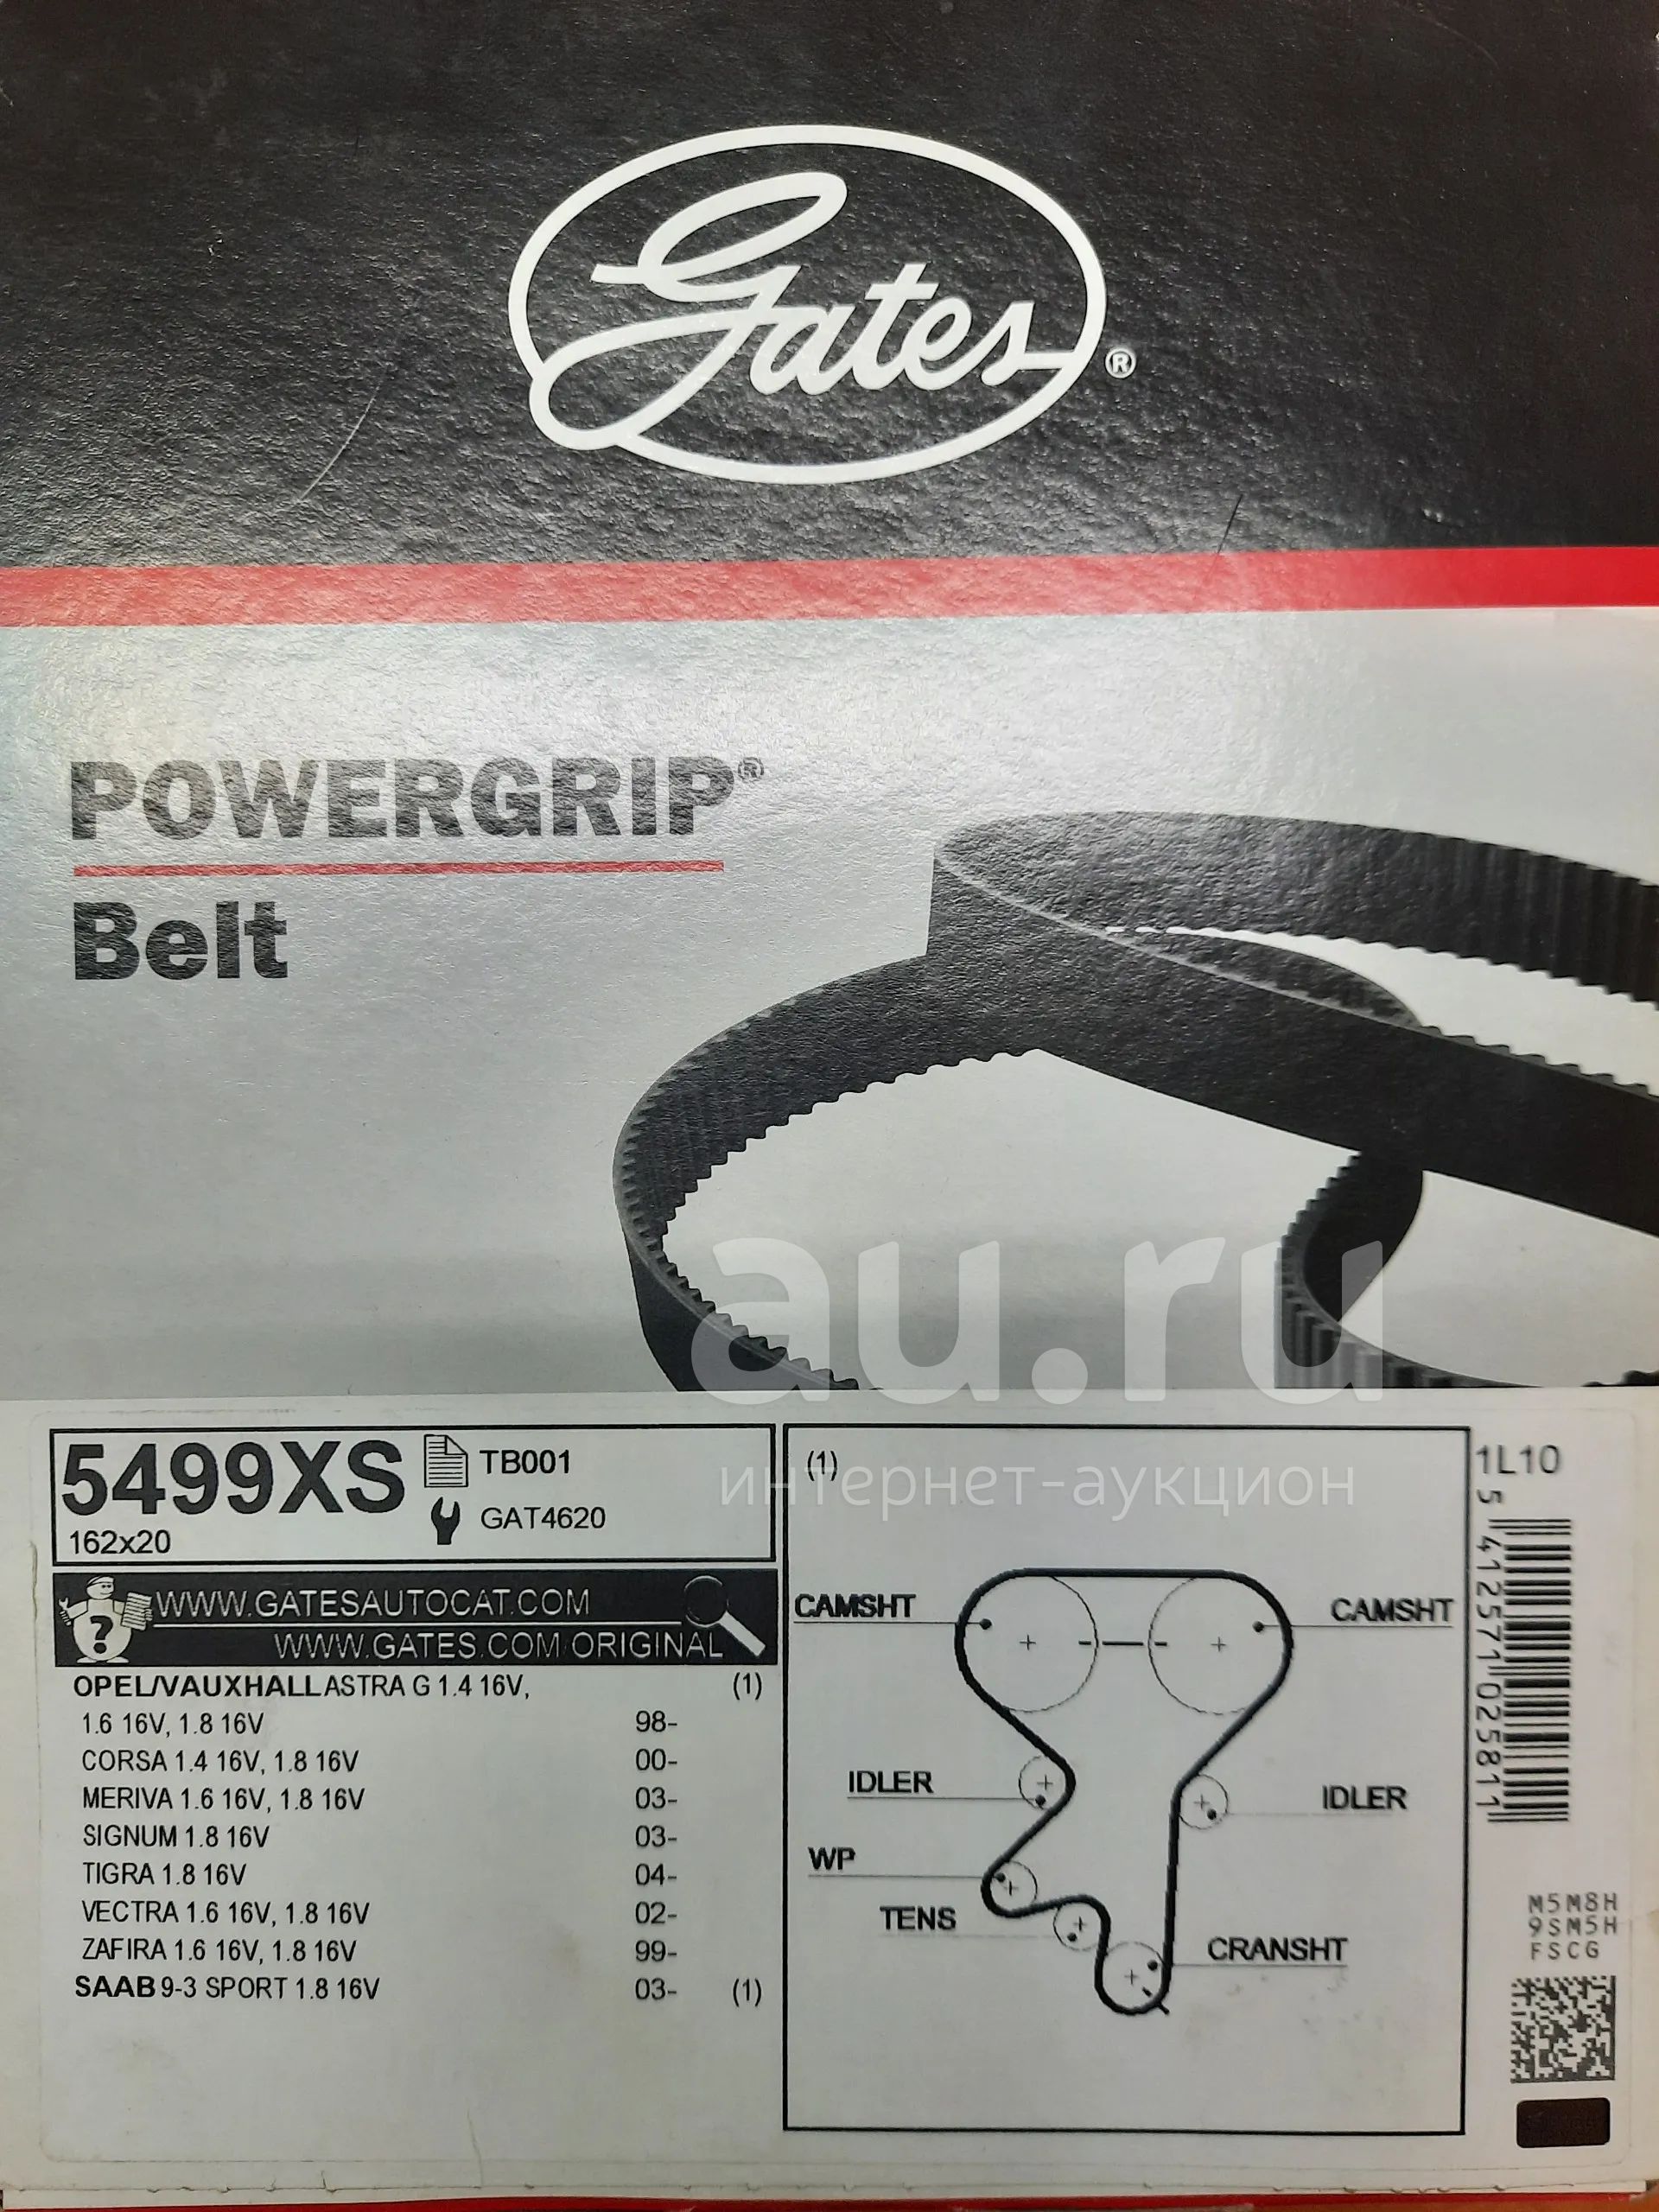 Gates®
POWERGRIP®
Belt
au.ru
интернет-аукцион
5499XS
TB001
162x20
GAT4620
WWW.GATESAUTOCAT.COM
WWW.GATES.COM/ORIGINAL
OPEL/VAUXHALL ASTRA G 1.4 16V, (1)
1.6 16V, 1.8 16V 98-
CORSA 1.4 16V, 1.8 16V 00-
MERIVA 1.6 16V, 1.8 16V 03-
SIGNUM 1.8 16V 03-
TIGRA 1.8 16V 04-
VECTRA 1.6 16V, 1.8 16V 02-
ZAFIRA 1.6 16V, 1.8 16V 99-
SAAB 9-3 SPORT 1.8 16V 03- (1)
(1)
CAMSHT
CAMSHT
IDLER
IDLER
WP
TENS
CRANSHT
1L10
5 412571 025811
M5M8H
9SM5H
FSCG